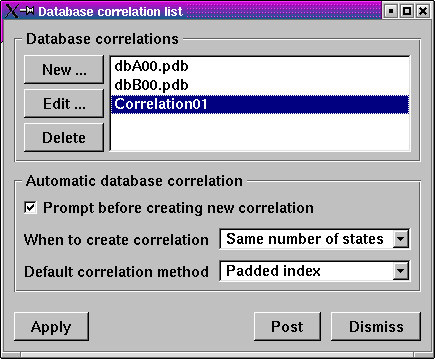 Database correlation list
Database correlations
New ...
Edit ...
Delete
dbA00.pdb
dbB00.pdb
Correlation01
Automatic database correlation
Prompt before creating new correlation
When to create correlation Same number of states
Default correlation method Padded index
Apply Post Dismiss